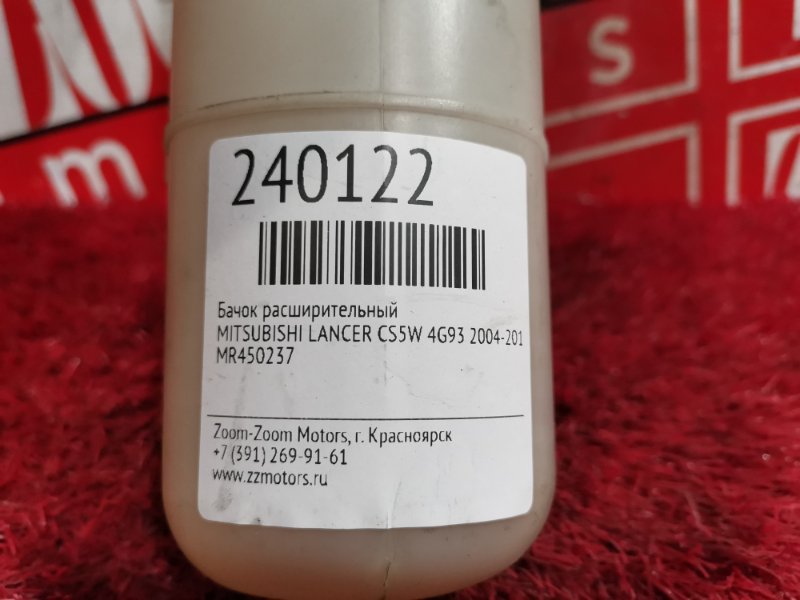 s
m
240122
Бачок расширительный
MITSUBISHI LANCER CS5W 4G93 2004-201
MR450237
Zoom-Zoom Motors, г. Красноярск
+7 (391) 269-91-61
www.zzmotors.ru